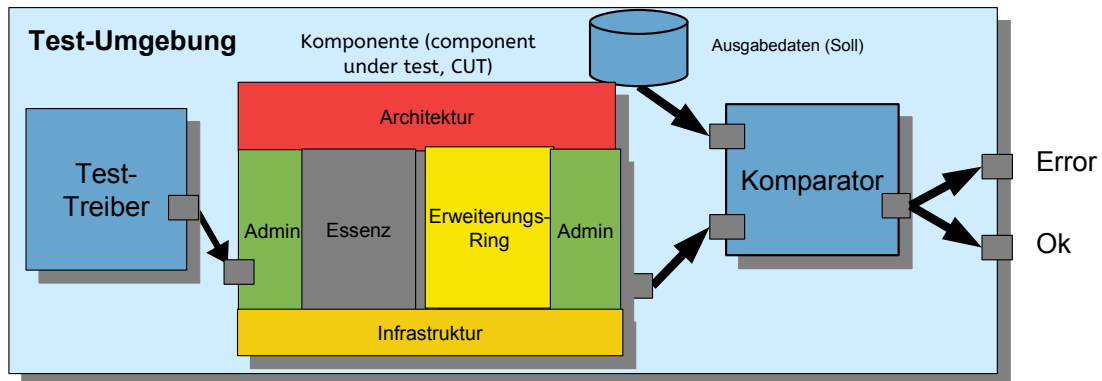 Test-Umgebung
Komponente (component
under test, CUT)
Ausgabedaten (Soll)
Architektur
Test-
Treiber
Admin
Essenz
Erweiterungs-
Ring
Admin
Infrastruktur
Komparator
Error
Ok